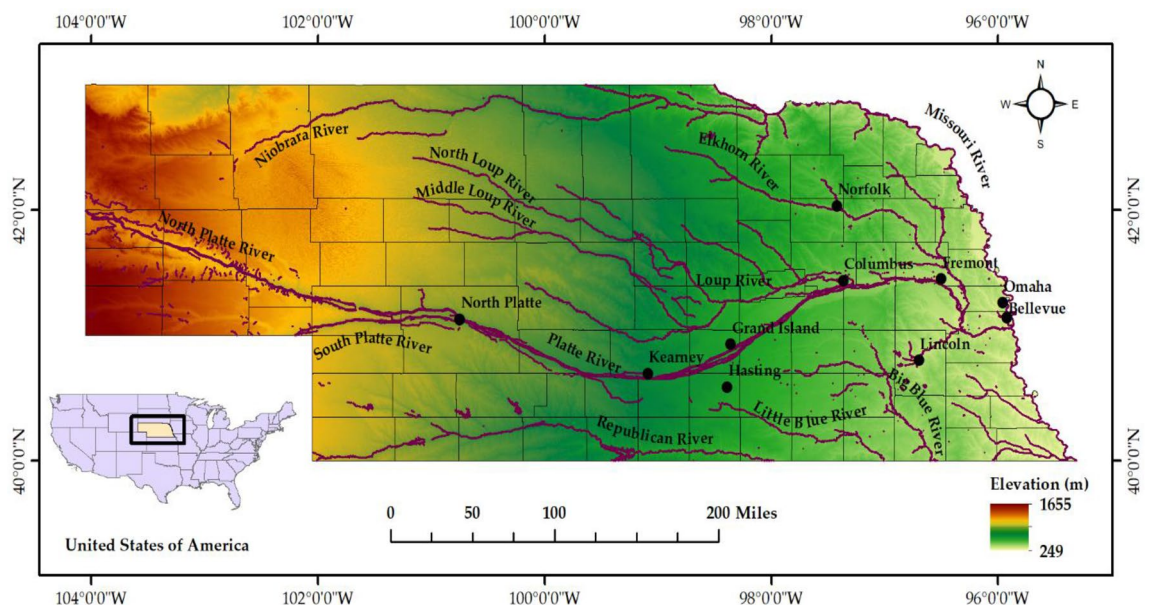 104°0'0"W 102°0'0"W 100°0'0"W 98°0'0"W 96°0'0"W
N
W E
S
Missouri River
Niobrara River
Elkhorn River
North Loup River
Middle Loup River
Norfolk
42°0'0"N
42°0'0"N
North Platte River
Columbus
Fremont
Loup River
Omaha
Bellevue
North Platte
Grand Island
South Platte River
Platte River
Kearney
Lincoln
Hasting
Big Blue River
Little Blue River
Republican River
40°0'0"N
40°0'0"N
Elevation (m)
1655
249
0 50 100 200 Miles
United States of America
104°0'0"W 102°0'0"W 100°0'0"W 98°0'0"W 96°0'0"W